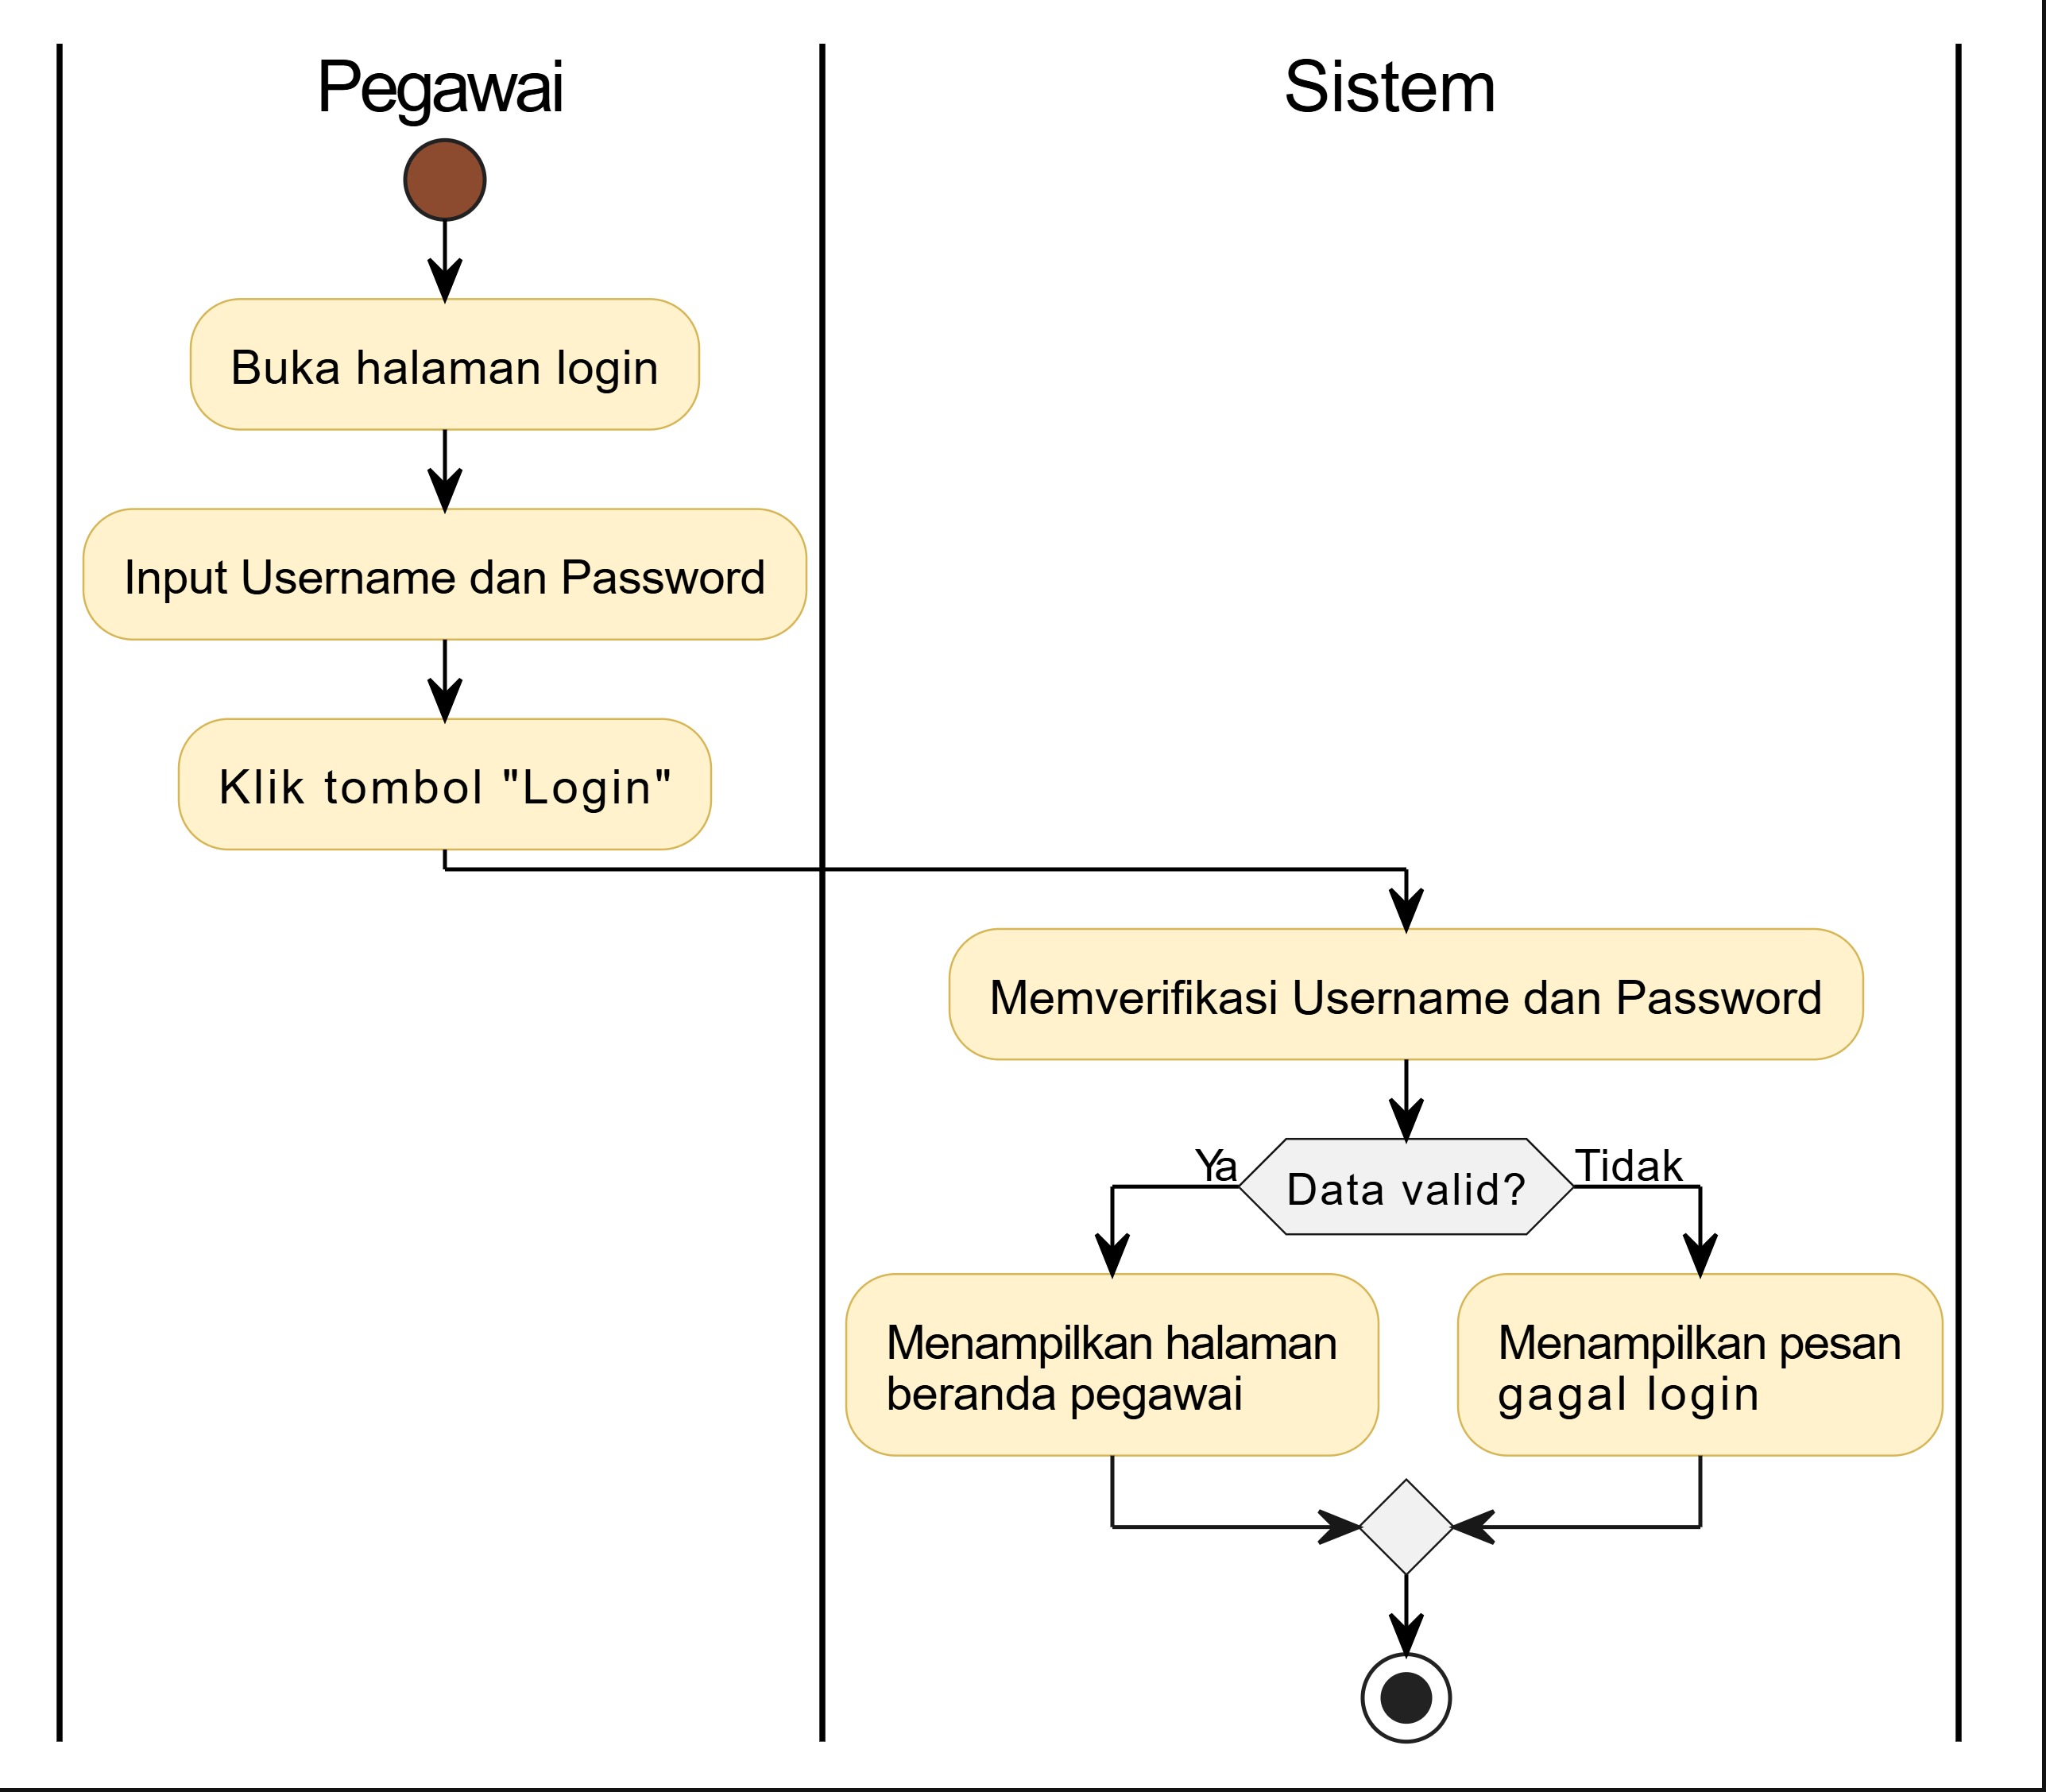 Pegawai
Sistem
Buka halaman login
Input Username dan Password
Klik tombol "Login"
Memverifikasi Username dan Password
Ya
Data valid?
Tidak
Menampilkan halaman
beranda pegawai
Menampilkan pesan
gagal login